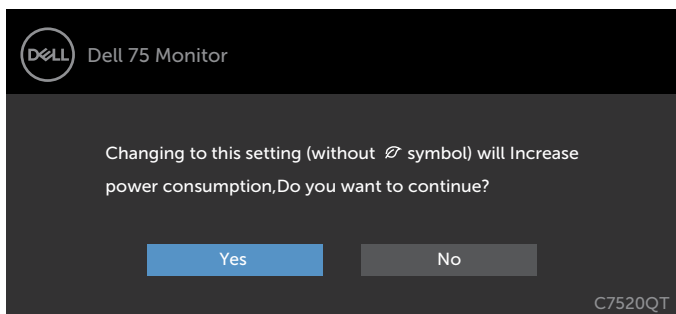 DELL
Dell 75 Monitor
Changing to this setting (without symbol) will Increase
power consumption,Do you want to continue?
Yes
No
C7520QT